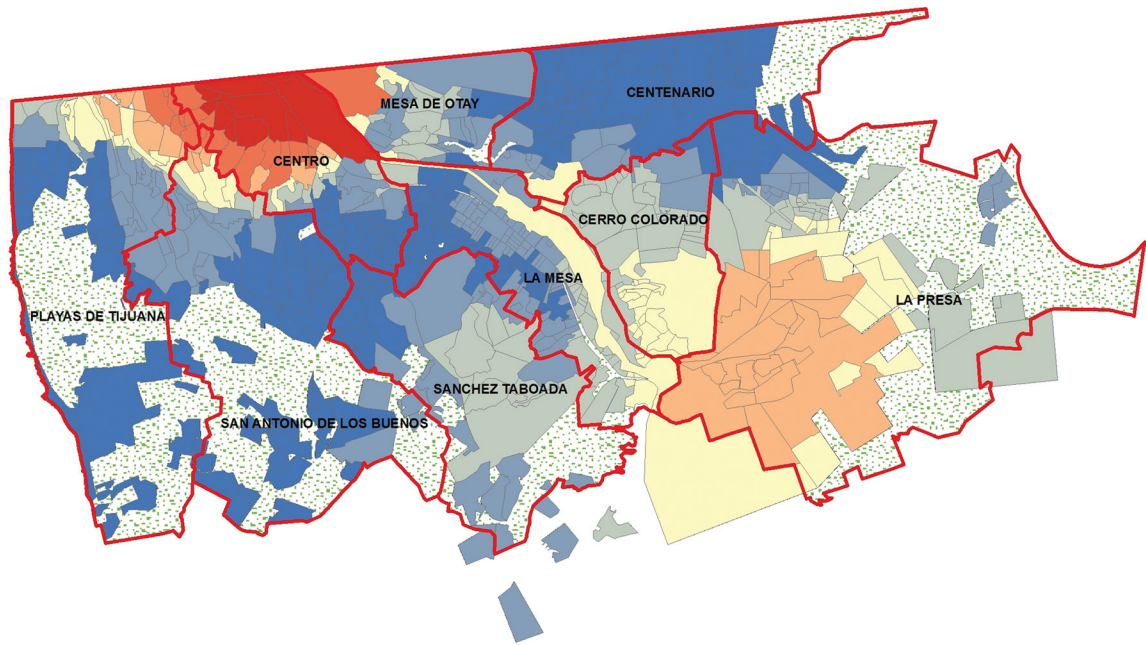 CENTENARIO
MESA DE OTAY
CENTRO
CERRO COLORADO
LA MESA
LA PRESA
PLAYAS DE TIJUANA
SANCHEZ TABOADA
SAN ANTONIO DE LOS BUENOS